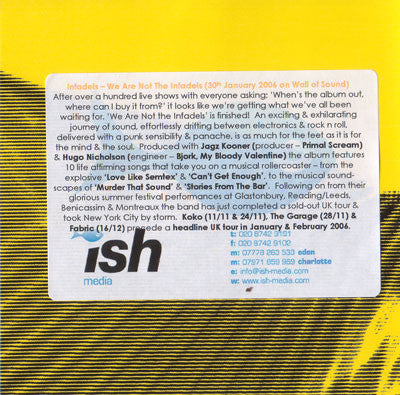 Infadels – We Are Not The Infadels (30th January 2006 on Wall of Sound)
After over a hundred live shows with everyone asking: 'When's the album out,
where can I buy it from?' it looks like we're getting what we've all been
waiting for. 'We Are Not the Infadels' is finished! An exciting & exhilarating
journey of sound, effortlessly drifting between electronics & rock n roll,
delivered with a punk sensibility & panache, is as much for the feet as it is for
the mind & the soul. Produced with Jagz Kooner (producer – Primal Scream)
& Hugo Nicholson (engineer – Bjork, My Bloody Valentine) the album features
10 life affirming songs that take you on a musical rollercoaster – from the
explosive 'Love Like Semtex' & 'Can't Get Enough', to the musical sound-
scapes of 'Murder That Sound' & 'Stories From The Bar'. Following on from their
glorious summer festival performances at Glastonbury, Reading/Leeds,
Benicassim & Montreaux the band has just completed a sold-out UK tour &
took New York City by storm. Koko (11/11 & 24/11), The Garage (28/11) &
Fabric (16/12) precede a headline UK tour in January & February 2006.
ish
media
t: 020 8742 9191
f: 020 8742 9102
m: 07778 263 533 eden
m: 07971 659 959 charlotte
e: info@ish-media.com
w: www.ish-media.com